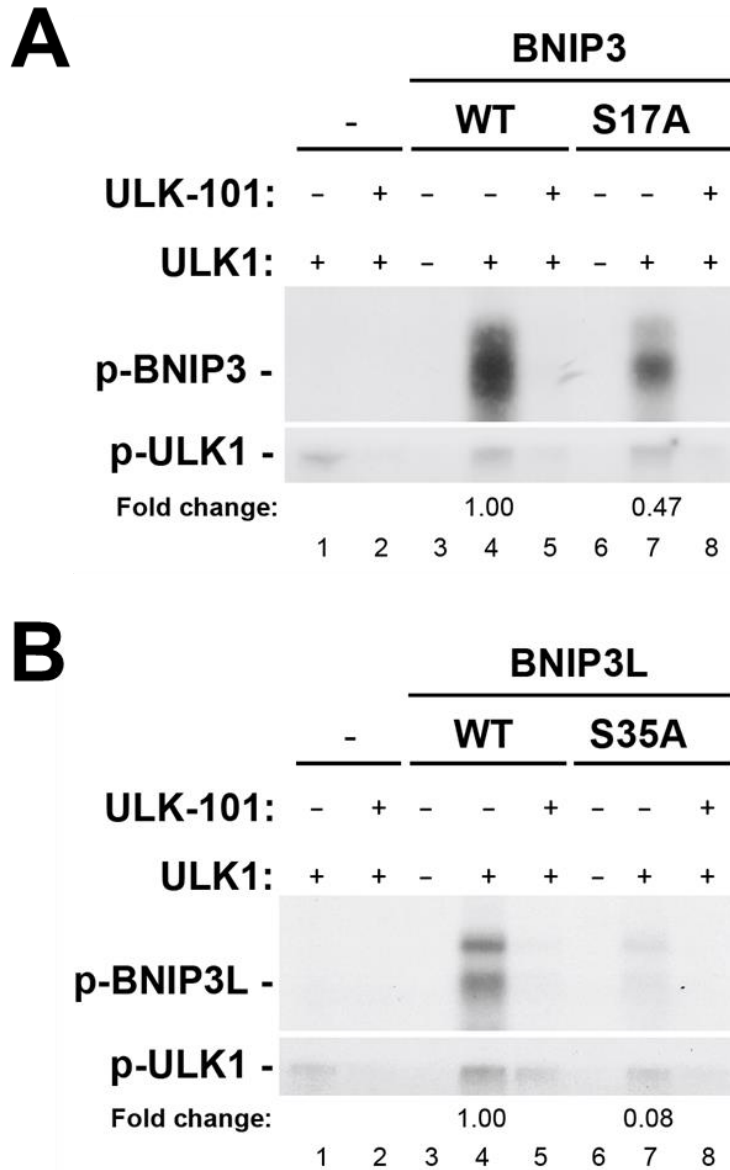 A
BNIP3
- WT S17A
ULK-101: - + - - + - - +
ULK1: + + - + + - + +
p-BNIP3 -
p-ULK1 -
Fold change: 1.00 0.47
1 2 3 4 5 6 7 8
B
BNIP3L
- WT S35A
ULK-101: - + - - + - - +
ULK1: + + - + + - + +
p-BNIP3L -
p-ULK1 -
Fold change: 1.00 0.08
1 2 3 4 5 6 7 8